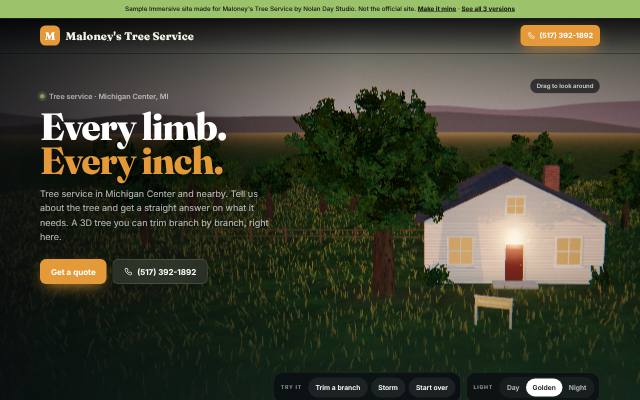 Sample Immersive site made for Maloney's Tree Service by Nolan Day Studio. Not the official site. Make it mine · See all 3 versions
M Maloney's Tree Service
(517) 392-1892
Drag to look around
Tree service · Michigan Center, MI
Every limb.
Every inch.
Tree service in Michigan Center and nearby. Tell us
about the tree and get a straight answer on what it
needs. A 3D tree you can trim branch by branch, right
here.
Get a quote
(517) 392-1892
TRY IT Trim a branch Storm Start over
LIGHT Day Golden Night